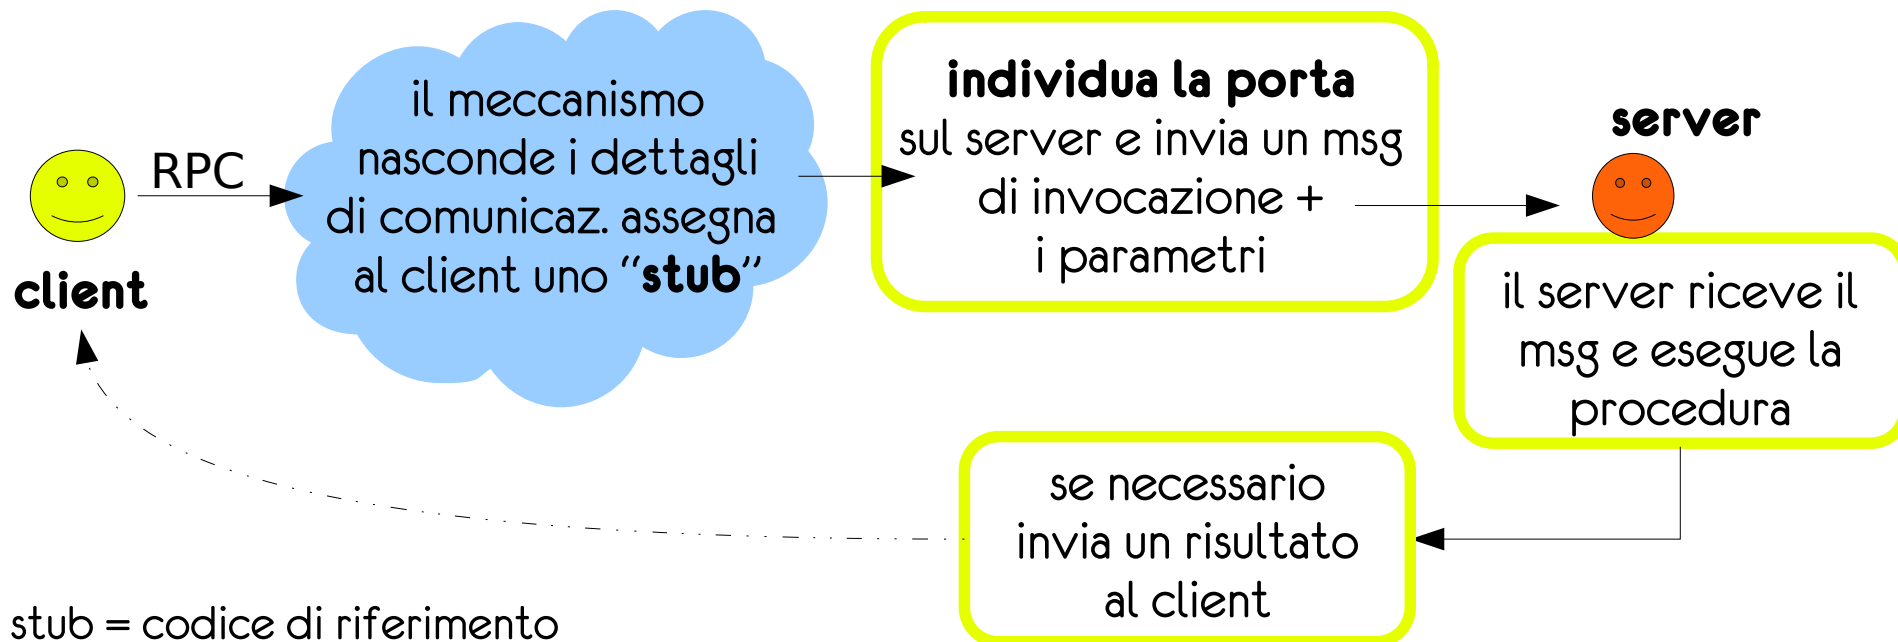 client
RPC
il meccanismo
nasconde i dettagli
di comunicaz. assegna
al client uno “stub”
individua la porta
sul server e invia un msg
di invocazione +
i parametri
server
il server riceve il
msg e esegue la
procedura
se necessario
invia un risultato
al client
stub = codice di riferimento